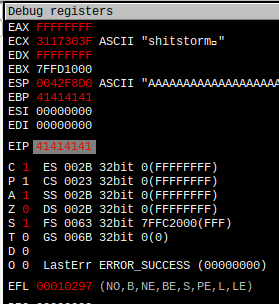 Debug registers
EAX FFFFFFFF
ECX 3117303F ASCII "shitstorm"
EDX FFFFFFFF
EBX 7FFD1000
ESP 0042F8D0 ASCII "AAAAAAAAAAAAAAAAAA
EBP 41414141
ESI 00000000
EDI 00000000
EIP 41414141
C 1 ES 002B 32bit 0(FFFFFFFF)
P 1 CS 0023 32bit 0(FFFFFFFF)
A 1 SS 002B 32bit 0(FFFFFFFF)
Z 0 DS 002B 32bit 0(FFFFFFFF)
S 1 FS 0063 32bit 7FFC2000(FFF)
T 0 GS 006B 32bit 0(0)
D 0
O 0 LastErr ERROR_SUCCESS (00000000)
EFL 00010297 (NO,B,NE,BE,S,PE,L,LE)